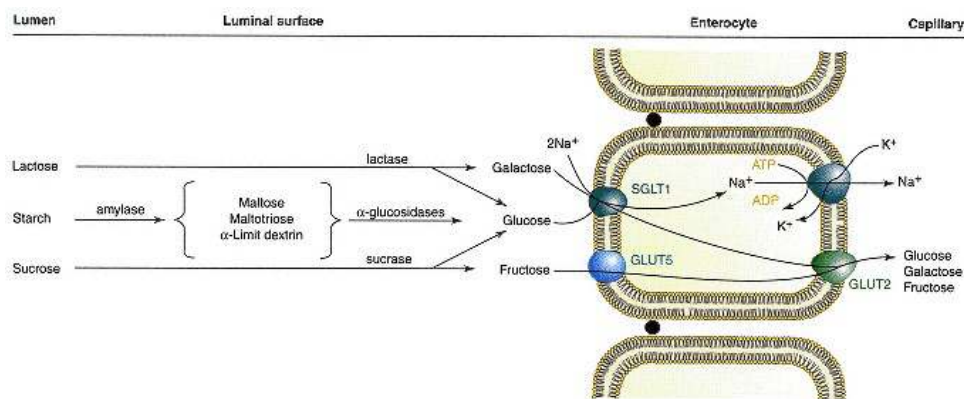 Lumen Luminal surface Enterocyte Capillary
2Na⁺
K⁺
Lactose lactase Galactose
ATP
SGLT1 Na⁺ Na⁺
ADP
Starch amylase Maltose α-glucosidases Glucose
Maltotriose
α-Limit dextrin
K⁺
Sucrose sucrase Fructose GLUT5 Glucose
GLUT2 Galactose
Fructose